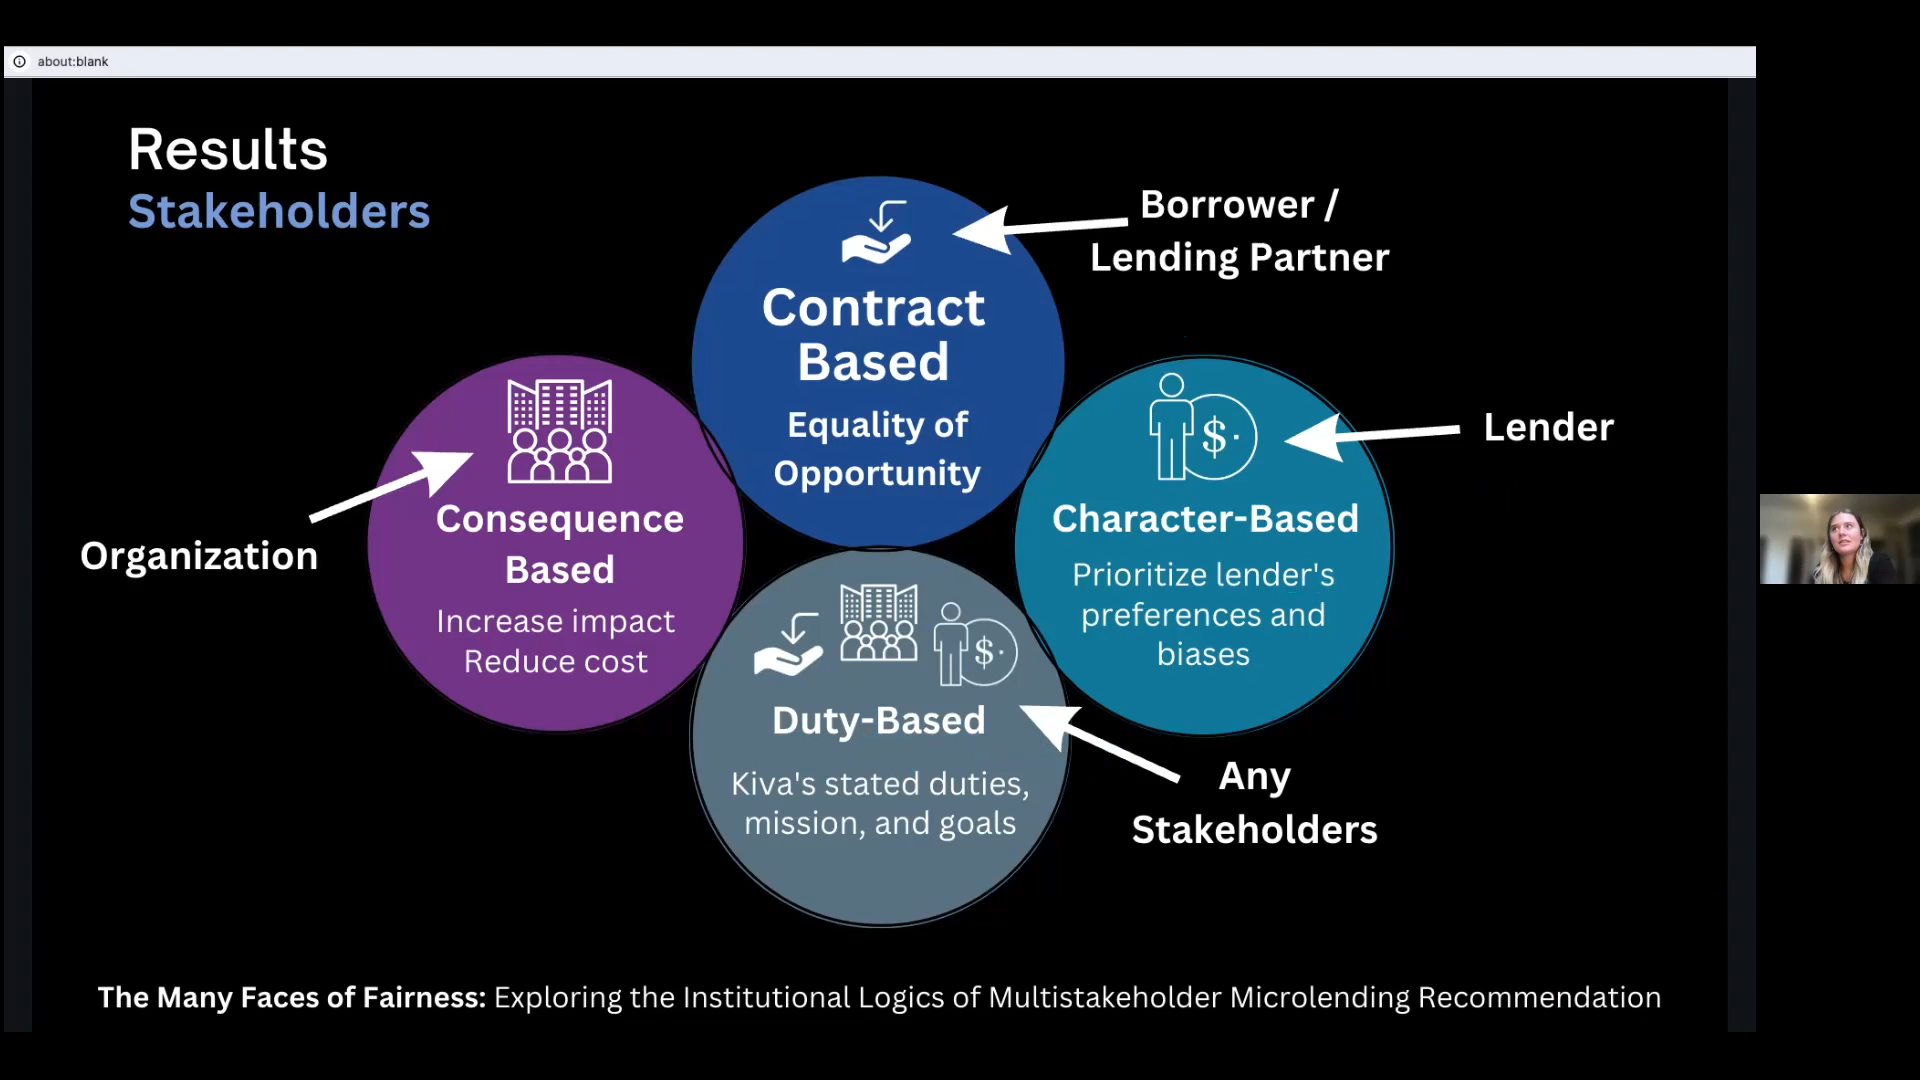 about:blank
Results
Stakeholders
Borrower /
Lending Partner
Contract
Based
Equality of
Opportunity
Organization
Consequence
Based
Increase impact
Reduce cost
Lender
$
Character-Based
Prioritize lender's
preferences and
biases
$
Duty-Based
Kiva's stated duties,
mission, and goals
Any
Stakeholders
The Many Faces of Fairness: Exploring the Institutional Logics of Multistakeholder Microlending Recommendation